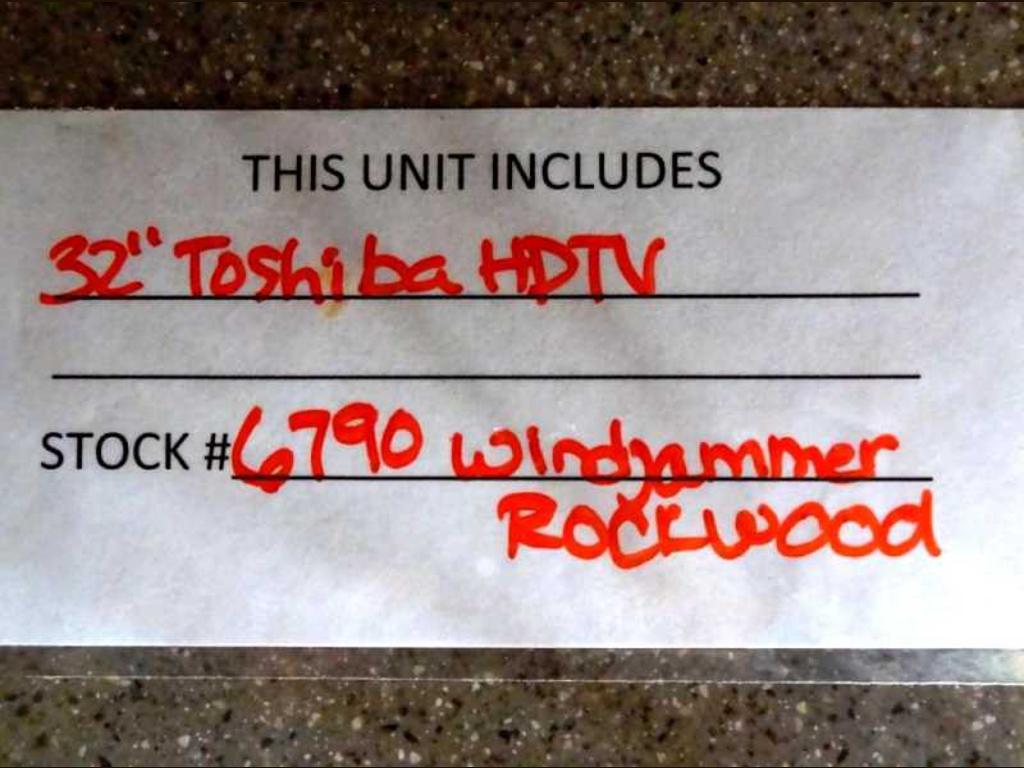 THIS UNIT INCLUDES
32" Toshiba HDTV
STOCK #6790 Windjammer
Rockwood